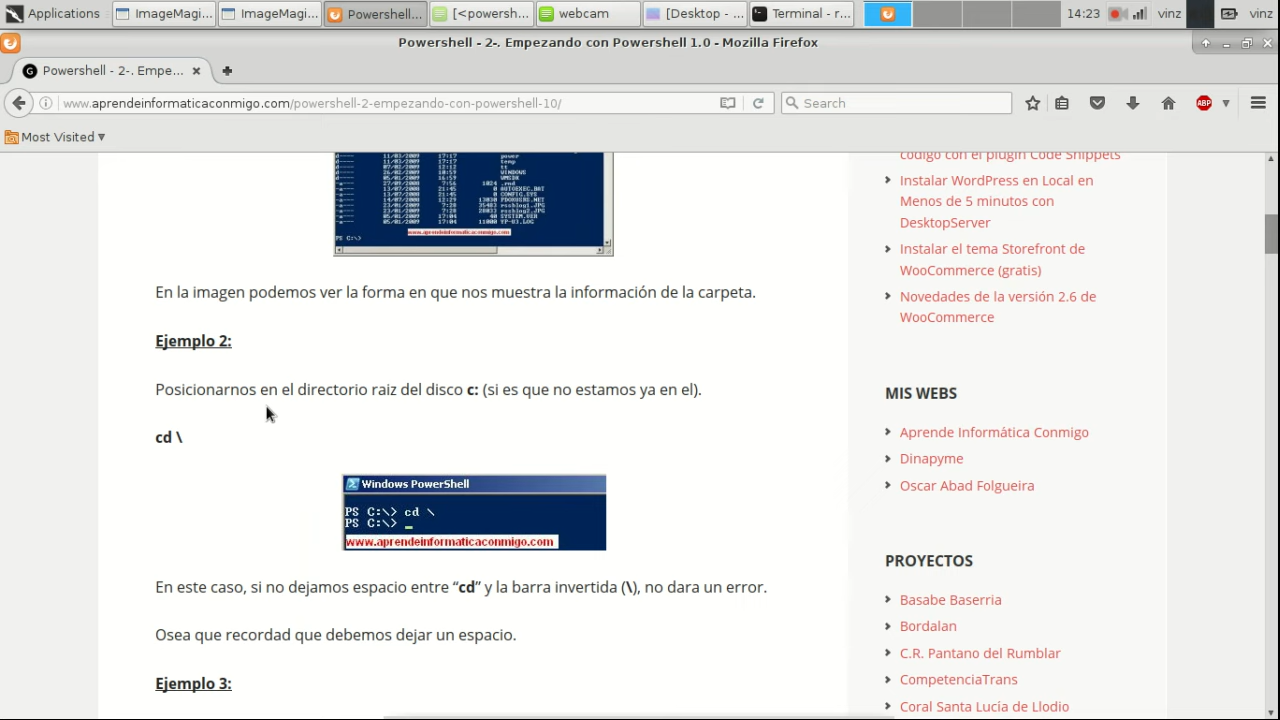 Applications
ImageMagi...
ImageMagi...
Powershell...
[<powersh...
webcam
[Desktop - ...
Terminal - r...
14:23
vinz
vinz
Powershell - 2-. Empezando con Powershell 1.0 - Mozilla Firefox
Powershell - 2-. Empe...
www.aprendeinformaticaconmigo.com/powershell-2-empezando-con-powershell-10/
Search
ABP
Most Visited
www.aprendeinformaticaconmigo.com
PS C:\>
En la imagen podemos ver la forma en que nos muestra la información de la carpeta.
Ejemplo 2:
Posicionarnos en el directorio raiz del disco c: (si es que no estamos ya en el).
cd \
Windows PowerShell
PS C:\> cd \
PS C:\> _
www.aprendeinformaticaconmigo.com
En este caso, si no dejamos espacio entre “cd” y la barra invertida (\), no dara un error.
Osea que recordad que debemos dejar un espacio.
Ejemplo 3:
código con el plugin Code Snippets
Instalar WordPress en Local en
Menos de 5 minutos con
DesktopServer
Instalar el tema Storefront de
WooCommerce (gratis)
Novedades de la versión 2.6 de
WooCommerce
MIS WEBS
Aprende Informática Conmigo
Dinapyme
Oscar Abad Folgueira
PROYECTOS
Basabe Baserria
Bordalan
C.R. Pantano del Rumblar
CompetenciaTrans
Coral Santa Lucia de Llodio